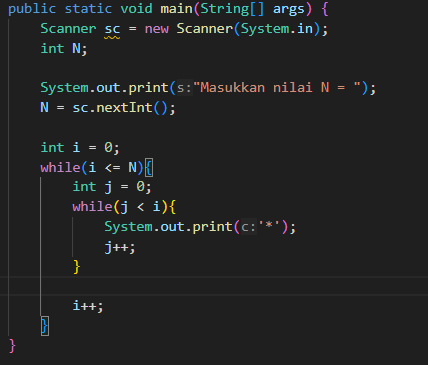 public static void main(String[] args) {
    Scanner sc = new Scanner(System.in);
    int N;
    System.out.print(s:"Masukkan nilai N = ");
    N = sc.nextInt();
    int i = 0;
    while(i <= N){
        int j = 0;
        while(j < i){
            System.out.print(c:'*');
            j++;
        }
        i++;
    }
}